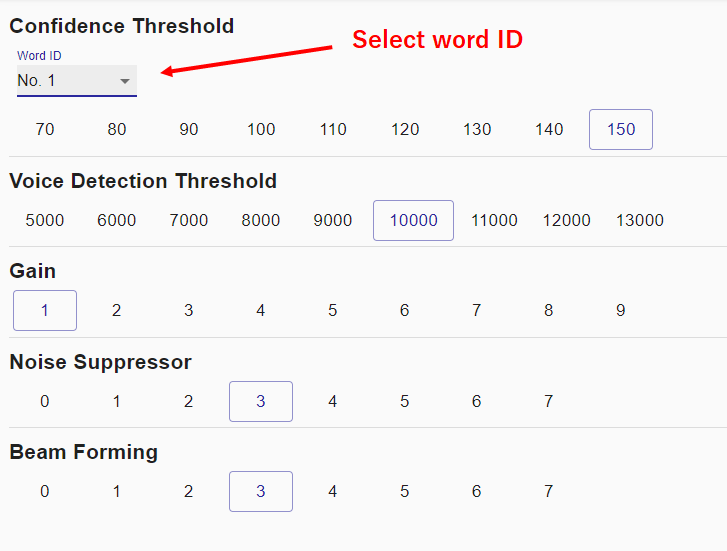 Confidence Threshold
Select word ID
Word ID
No. 1
70 80 90 100 110 120 130 140 150
Voice Detection Threshold
5000 6000 7000 8000 9000 10000 11000 12000 13000
Gain
1 2 3 4 5 6 7 8 9
Noise Suppressor
0 1 2 3 4 5 6 7
Beam Forming
0 1 2 3 4 5 6 7